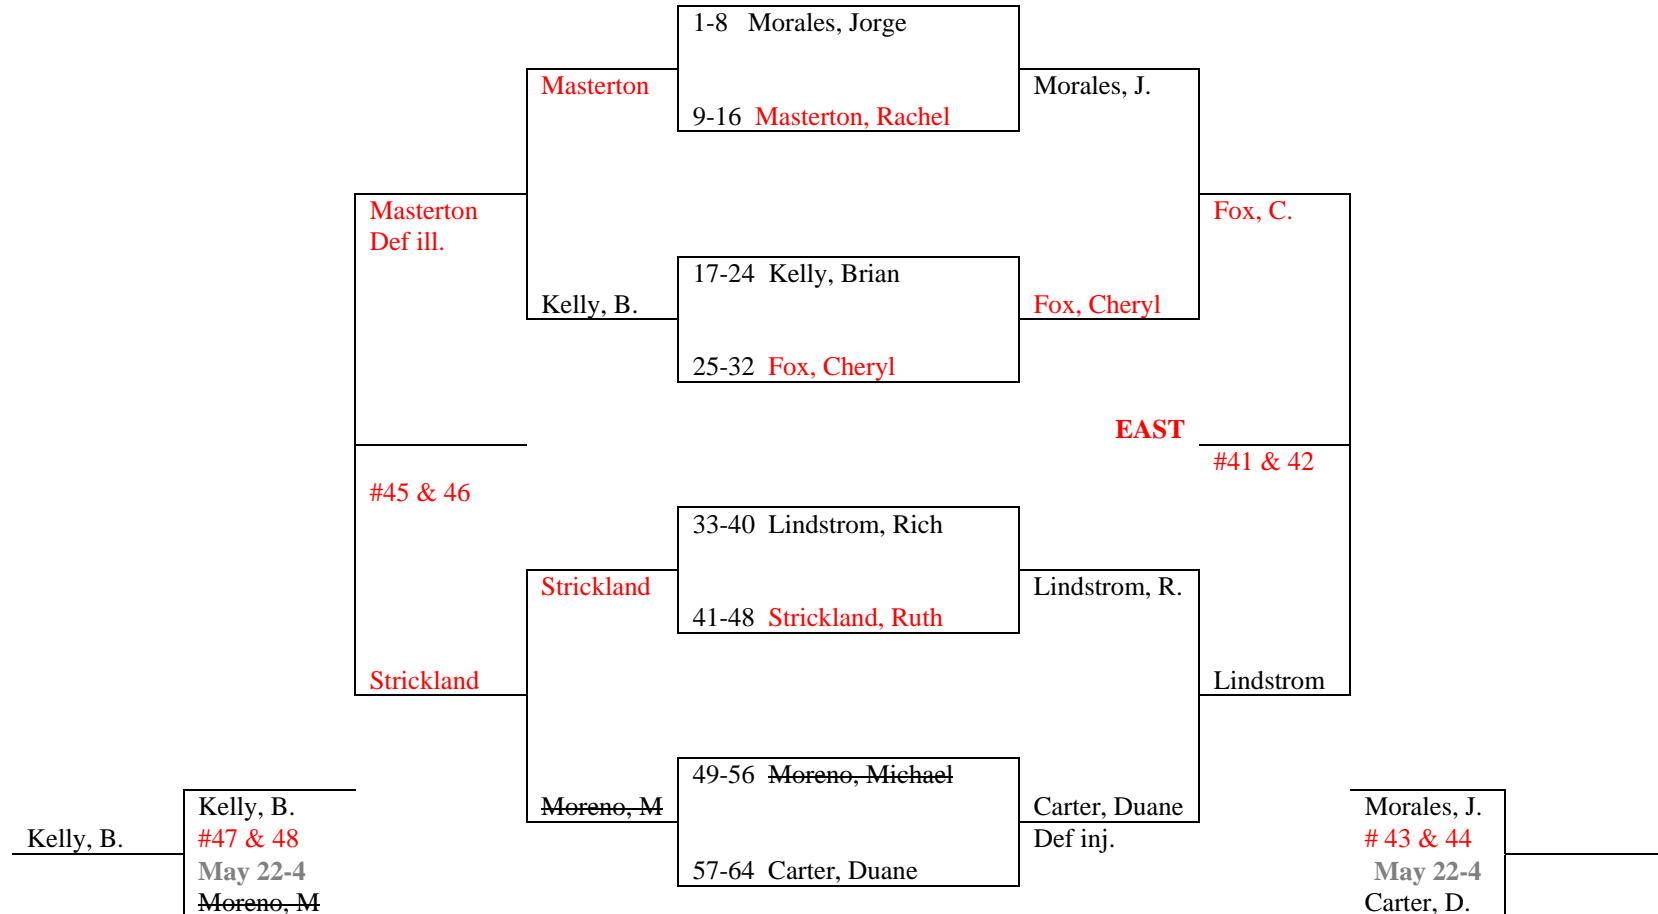 1-8 Morales, Jorge
Masterton
Morales, J.
9-16 Masterton, Rachel
Masterton
Def ill.
Fox, C.
17-24 Kelly, Brian
Kelly, B.
Fox, Cheryl
25-32 Fox, Cheryl
EAST
#41 & 42
#45 & 46
33-40 Lindstrom, Rich
Strickland
Lindstrom, R.
41-48 Strickland, Ruth
Strickland
Lindstrom
49-56 Moreno, Michael
Moreno, M
Carter, Duane
Def inj.
57-64 Carter, Duane
Kelly, B.
Kelly, B.
#47 & 48
May 22-4
Moreno, M
Morales, J.
# 43 & 44
May 22-4
Carter, D.